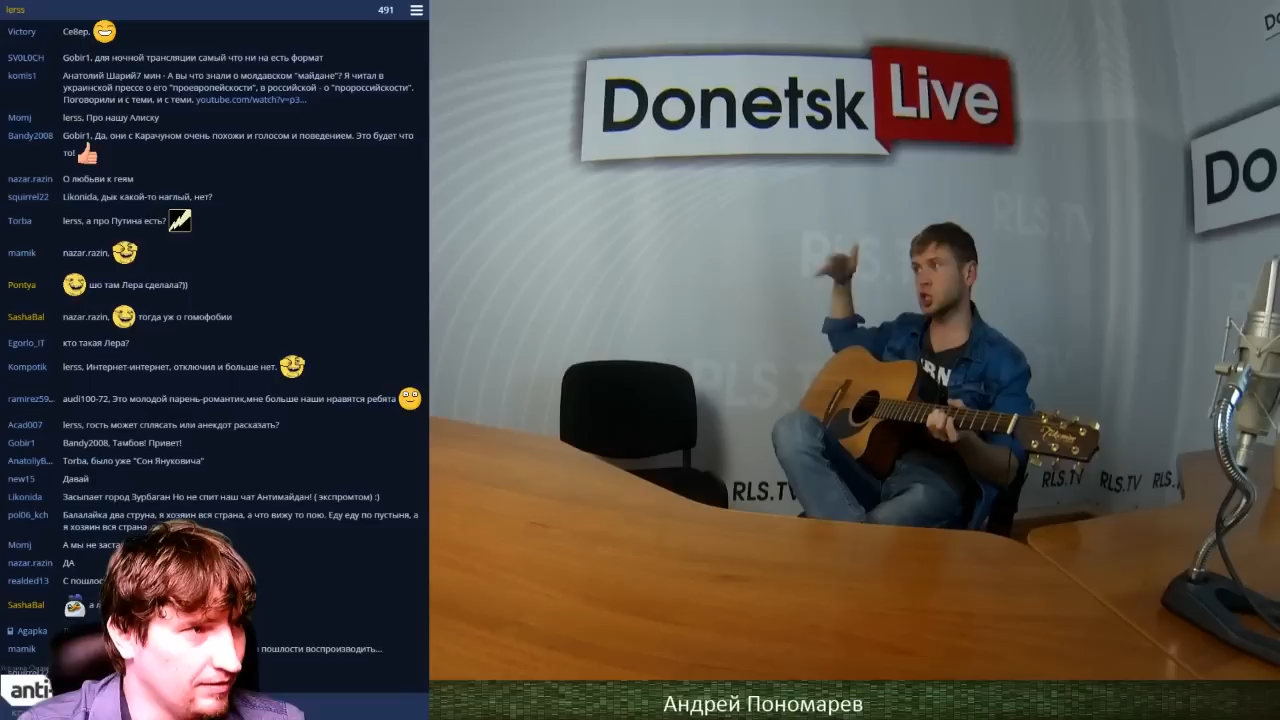 lerss
491
Victory Се8ер,
SV0L0CH Gobir1, для ночной трансляции самый что ни на есть формат
komis1 Анатолий Шарий7 мин - А вы что знали о молдавском "майдане"? Я читал в
украинской прессе о его "проевропейскости", в российской - о "пророссийскости".
Поговорили и с теми. и с теми. youtube.com/watch?v=p3...
Momj lerss, Про нашу Алиску
Bandy2008 Gobir1, Да, они с Карачуном очень похожи и голосом и поведением. Это будет что
то!
nazar.razin О любьви к геям
squirrel22 Likonida, дык какой-то наглый, нет?
Torba lerss, а про Путина есть?
mamik nazar.razin,
Pontya шо там Лера сделала?))
SashaBal nazar.razin, тогда уж о гомофобии
Egorlo_IT кто такая Лера?
Kompotik lerss, Интернет-интернет, отключил и больше нет.
ramirez59... audi100-72, Это молодой парень-романтик,мне больше наши нравятся ребята
Acad007 lerss, гость может сплясать или анекдот расказать?
Gobir1 Bandy2008, Тамбов! Привет!
AnatoliyB... Torba, было уже "Сон Януковича"
new15 Давай
Likonida Засыпает город Зурбаган Но не спит наш чат Антимайдан! ( экспромтом) :)
pol06_kch Балалайка два струна, я хозяин вся страна, а что вижу то пою. Еду еду по пустыня, а
я хозяин вся страна
Momj А мы не
nazar.razin ДА
realded13 С
SashaBal а
Agapka
mamik пошлости воспроизводить...
anti-
Donetsk Live
Do
RLS.TV
RLS.TV
RLS.TV
RLS.TV
Андрей Пономарев